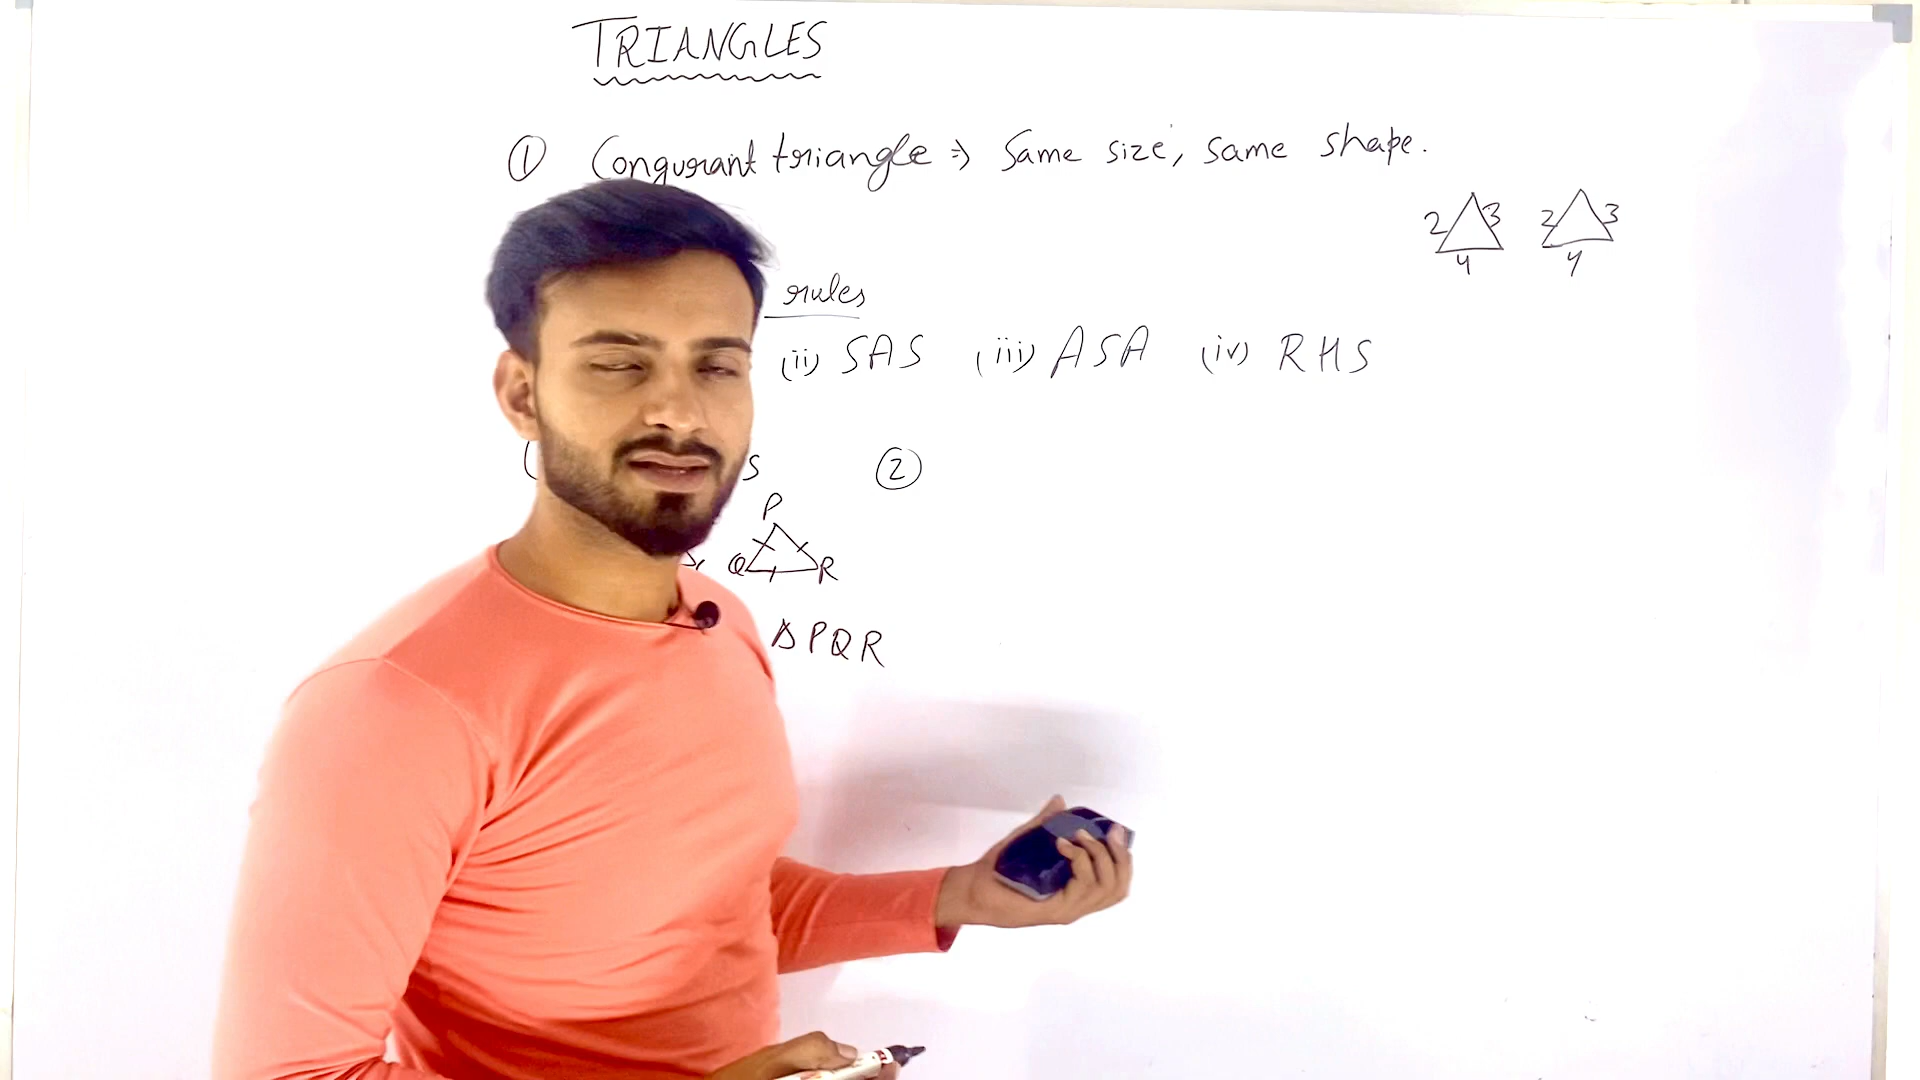 TRIANGLES
① Congurant triangle => Same size, same shape.
2 3 4 2 3 4
rules
(ii) SAS (iii) ASA (iv) RHS
( S ②
P
Q R
Δ PQR